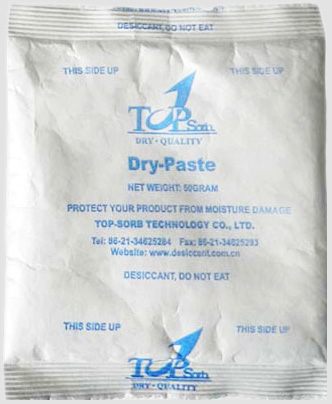 DESICCANT, DO NOT EAT
THIS SIDE UP THIS SIDE UP
TOP Sorb
DRY · QUALITY
Dry-Paste
NET WEIGHT: 50GRAM
PROTECT YOUR PRODUCT FROM MOISTURE DAMAGE
TOP-SORB TECHNOLOGY CO., LTD.
Tel: 86-21-34625284 Fax: 86-21-34625293
Website: www.desiccant.com.cn
DESICCANT, DO NOT EAT
THIS SIDE UP THIS SIDE UP
TOP Sorb
DRY · QUALITY